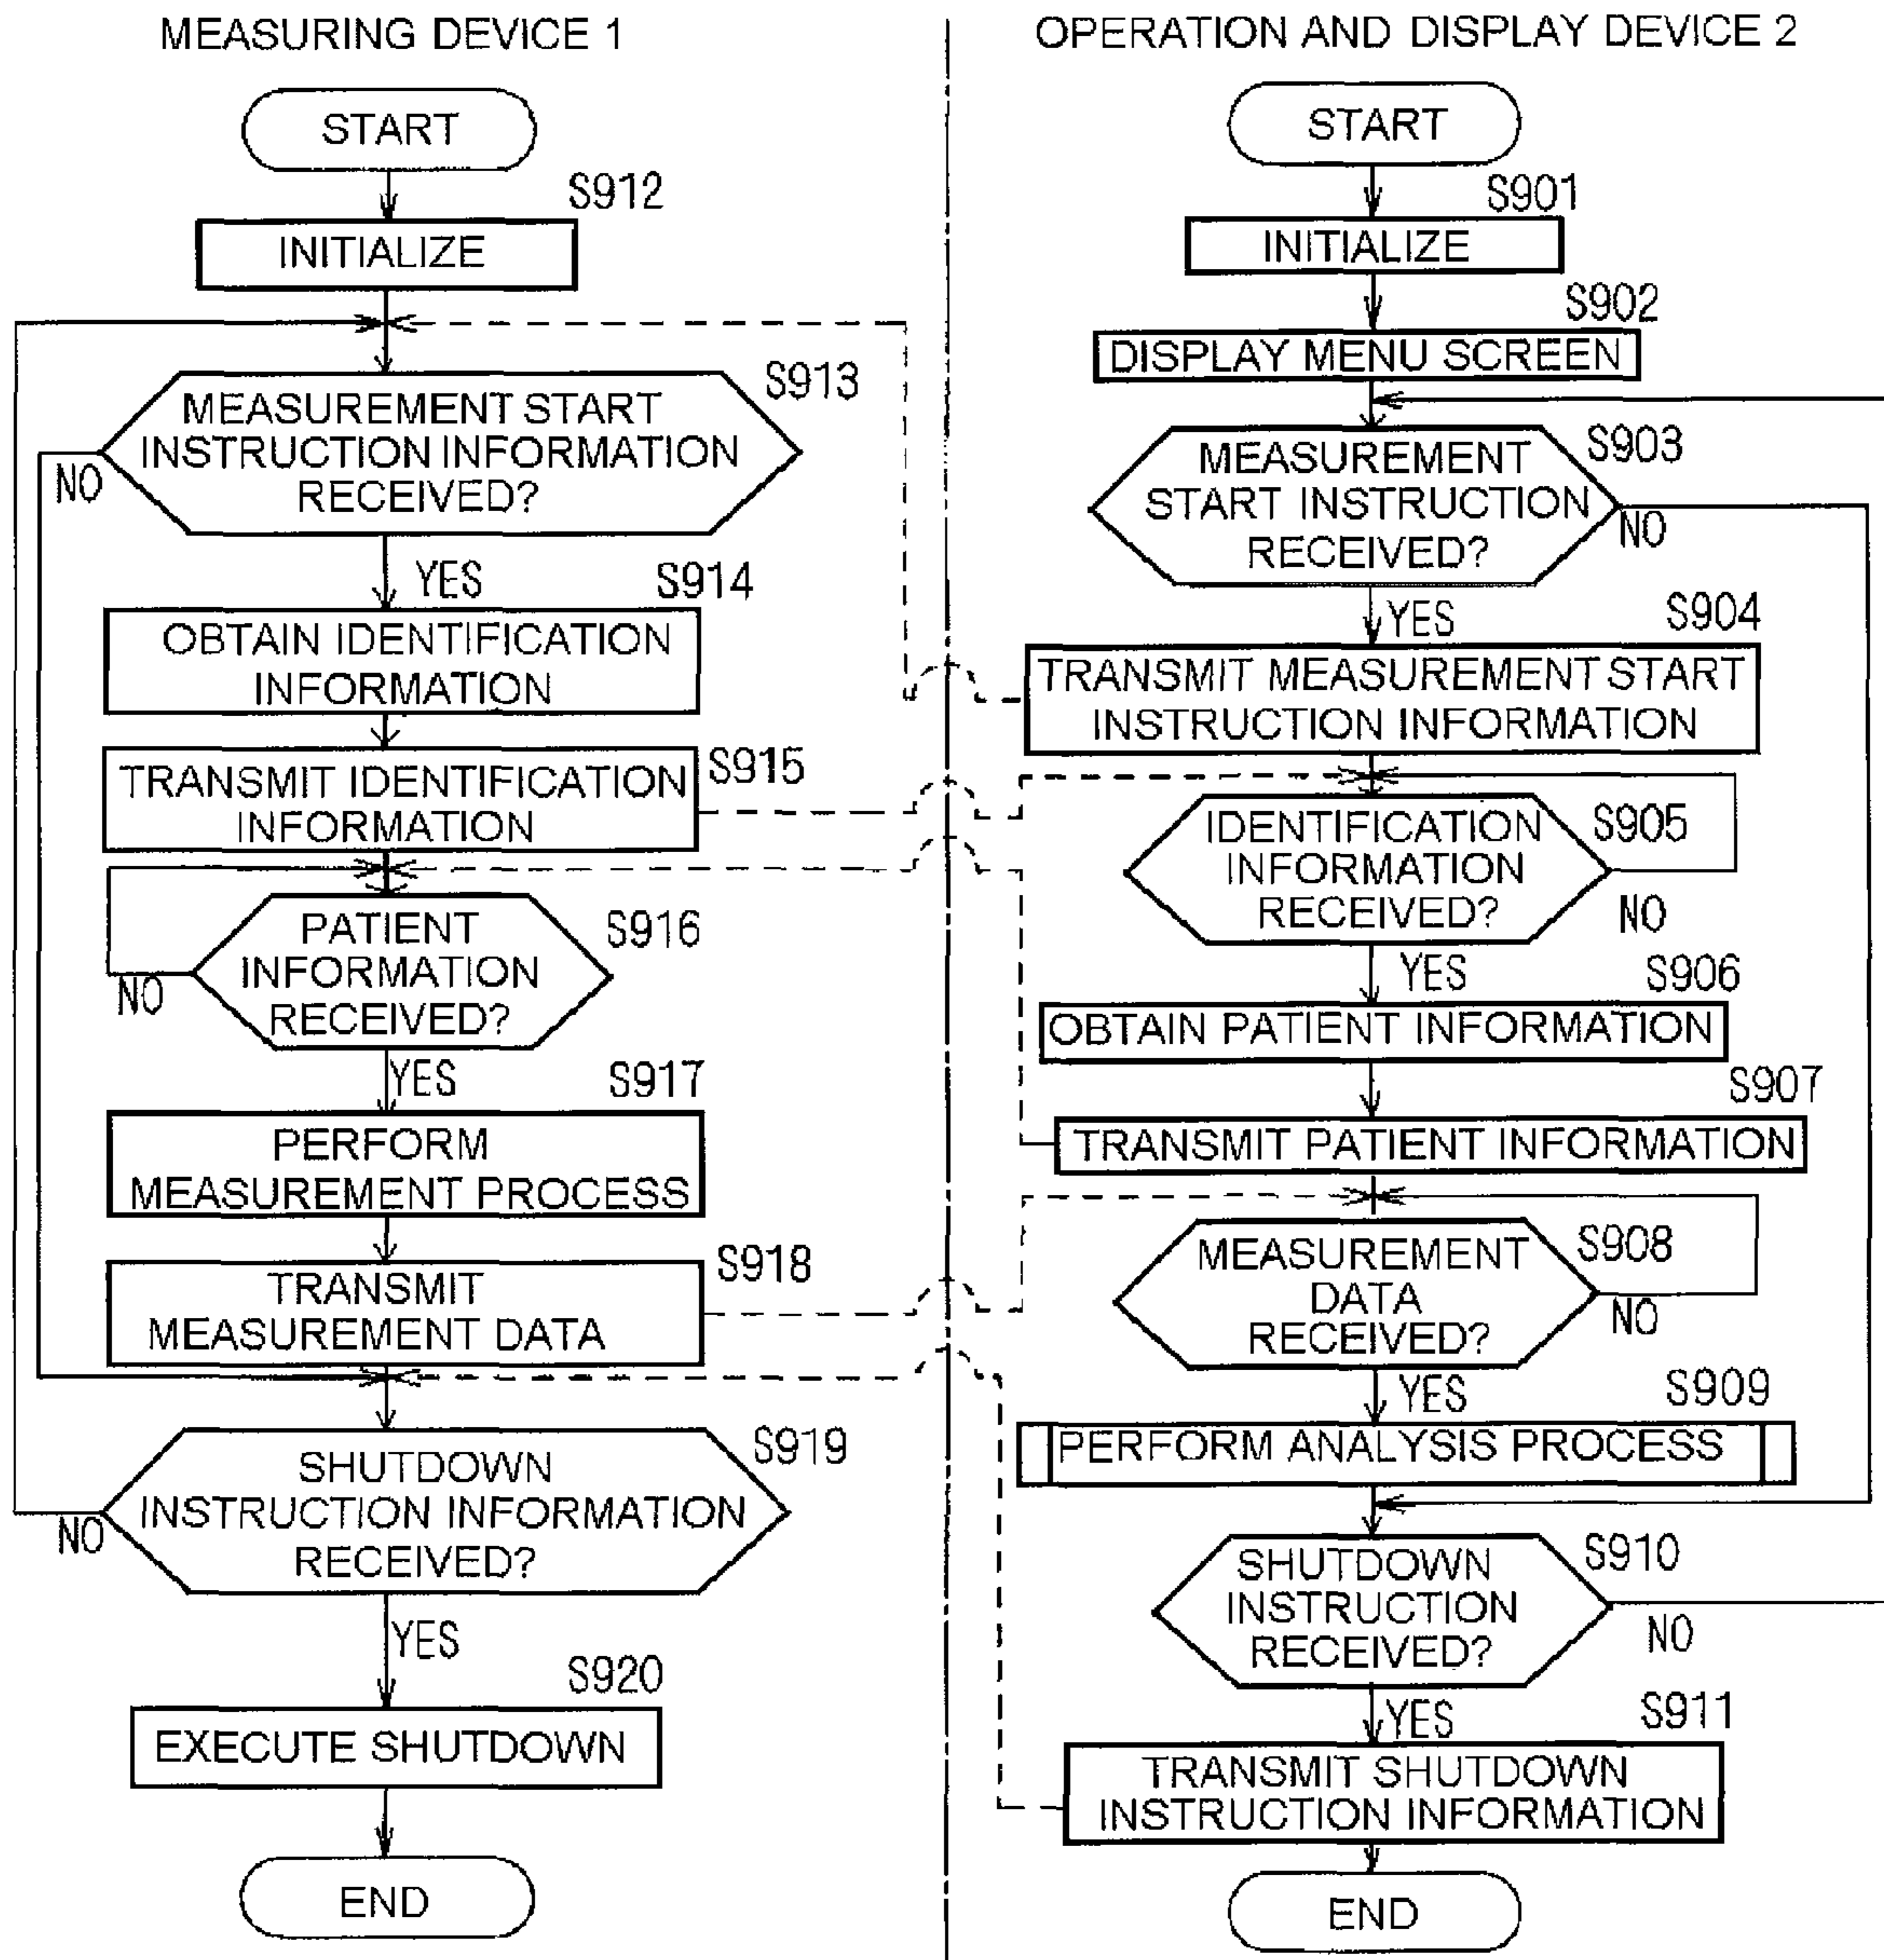 MEASURING DEVICE 1
START
S912
INITIALIZE
S913
MEASUREMENT START
INSTRUCTION INFORMATION
RECEIVED?
NO
YES
S914
OBTAIN IDENTIFICATION
INFORMATION
S915
TRANSMIT IDENTIFICATION
INFORMATION
S916
PATIENT
INFORMATION
RECEIVED?
NO
YES
S917
PERFORM
MEASUREMENT PROCESS
S918
TRANSMIT
MEASUREMENT DATA
S919
SHUTDOWN
INSTRUCTION INFORMATION
RECEIVED?
NO
YES
S920
EXECUTE SHUTDOWN
END
OPERATION AND DISPLAY DEVICE 2
START
S901
INITIALIZE
S902
DISPLAY MENU SCREEN
S903
MEASUREMENT
START INSTRUCTION
RECEIVED?
NO
YES
S904
TRANSMIT MEASUREMENT START
INSTRUCTION INFORMATION
S905
IDENTIFICATION
INFORMATION
RECEIVED?
NO
YES
S906
OBTAIN PATIENT INFORMATION
S907
TRANSMIT PATIENT INFORMATION
S908
MEASUREMENT
DATA
RECEIVED?
NO
YES
S909
PERFORM ANALYSIS PROCESS
S910
SHUTDOWN
INSTRUCTION
RECEIVED?
NO
YES
S911
TRANSMIT SHUTDOWN
INSTRUCTION INFORMATION
END